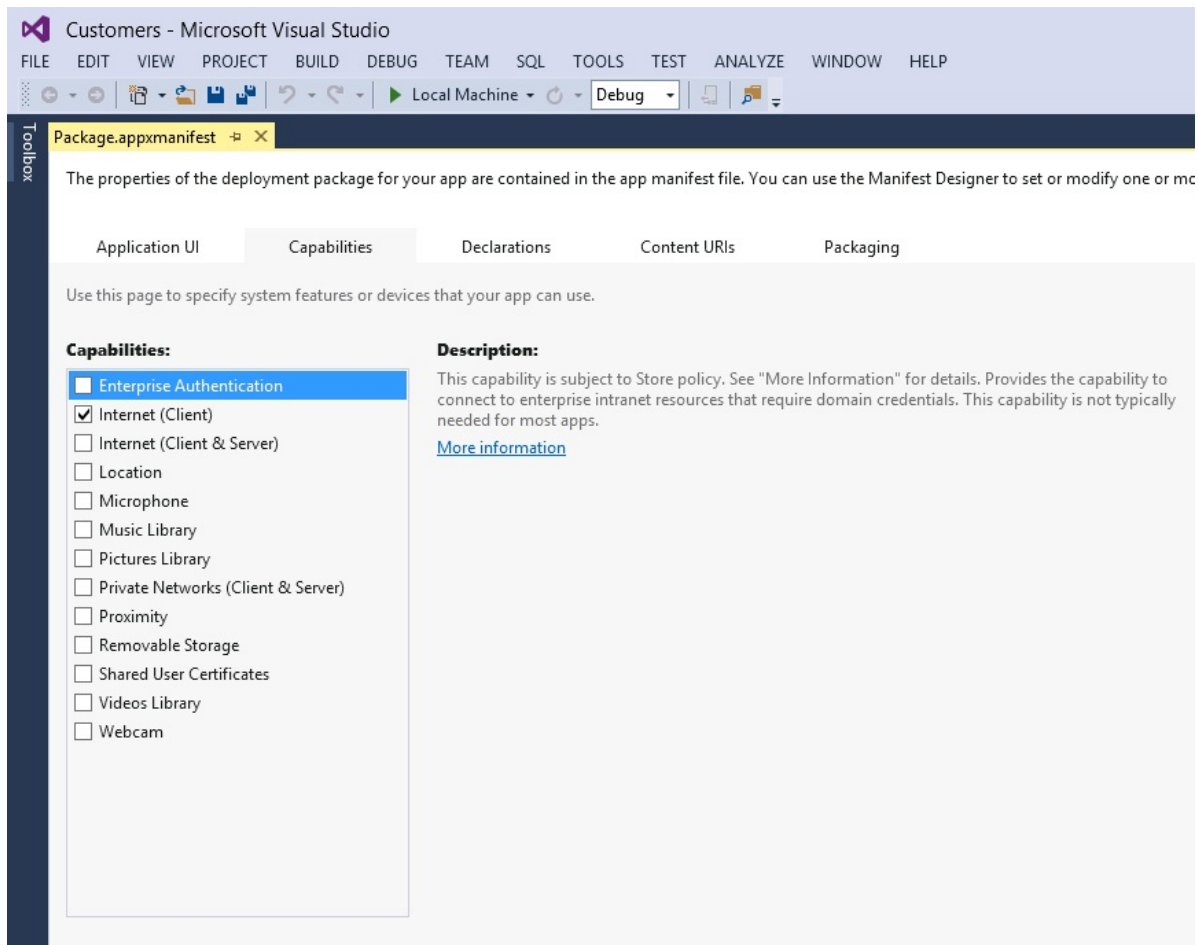 Customers - Microsoft Visual Studio
FILE EDIT VIEW PROJECT BUILD DEBUG TEAM SQL TOOLS TEST ANALYZE WINDOW HELP
Local Machine Debug
Toolbox
Package.appxmanifest
The properties of the deployment package for your app are contained in the app manifest file. You can use the Manifest Designer to set or modify one or mo
Application UI Capabilities Declarations Content URIs Packaging
Use this page to specify system features or devices that your app can use.
Capabilities:
Enterprise Authentication
Internet (Client)
Internet (Client & Server)
Location
Microphone
Music Library
Pictures Library
Private Networks (Client & Server)
Proximity
Removable Storage
Shared User Certificates
Videos Library
Webcam
Description:
This capability is subject to Store policy. See "More Information" for details. Provides the capability to
connect to enterprise intranet resources that require domain credentials. This capability is not typically
needed for most apps.
More information